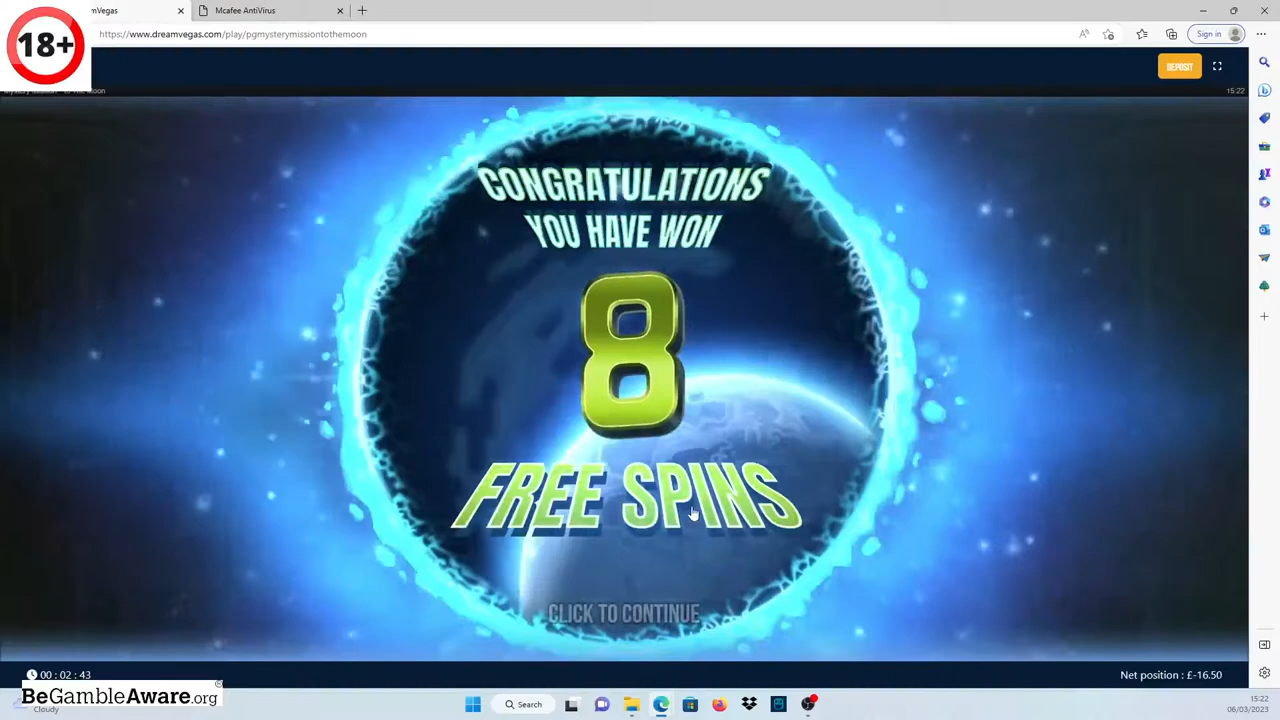 mVegas
Mcafee AntiVirus
18+
https://www.dreamvegas.com/play/pgmysterymissiontothemoon
Sign in
DEPOSIT
Moon
15:22
CONGRATULATIONS
YOU HAVE WON
8
FREE SPINS
CLICK TO CONTINUE
00 : 02 : 43
Net position : £-16.50
BeGambleAware.org®
Cloudy
Search
15:22
06/03/2023